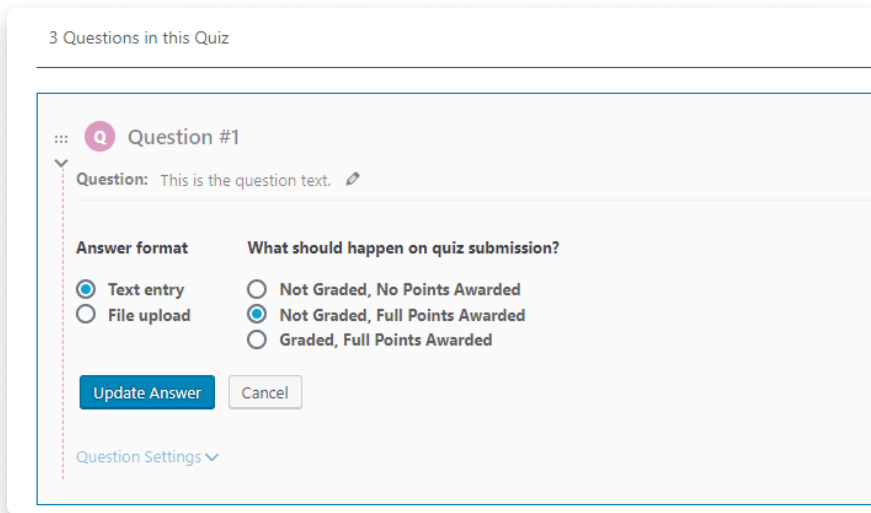 3 Questions in this Quiz
Q Question #1
Question: This is the question text.
Answer format What should happen on quiz submission?
Text entry Not Graded, No Points Awarded
File upload Not Graded, Full Points Awarded
Graded, Full Points Awarded
Update Answer Cancel
Question Settings